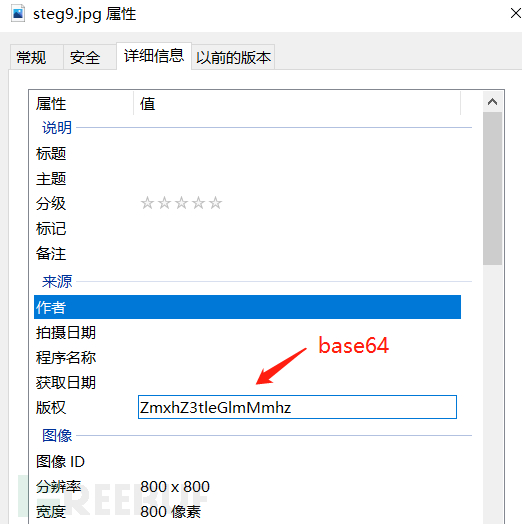 steg9.jpg 属性
常规 安全 详细信息 以前的版本
属性 值
说明
标题
主题
分级 ☆☆☆☆☆
标记
备注
来源
作者
拍摄日期
base64
程序名称
获取日期
版权 ZmxhZ3tleGlmMmhz
图像
图像 ID
分辨率 800 x 800
宽度 800 像素
REEBUF